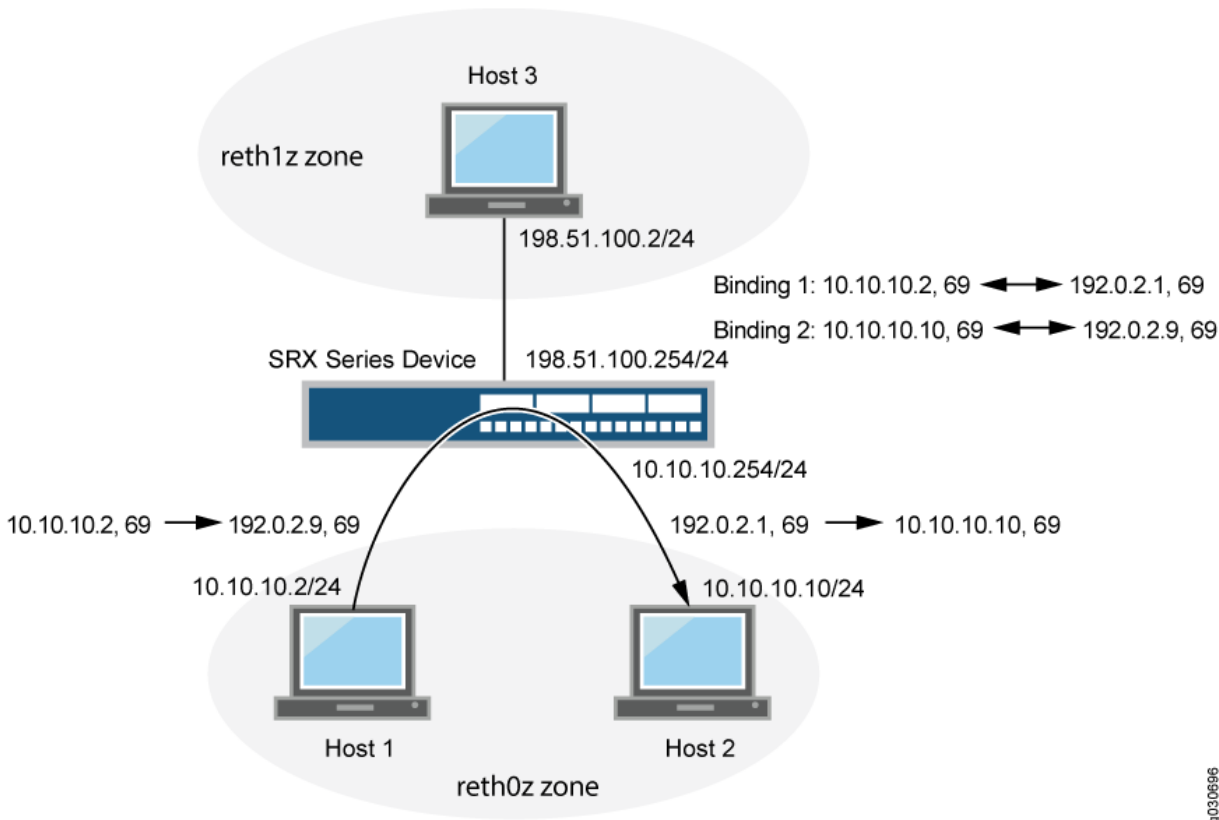 Host 3
reth1z zone
198.51.100.2/24
Binding 1: 10.10.10.2, 69 ◄─► 192.0.2.1, 69
Binding 2: 10.10.10.10, 69 ◄─► 192.0.2.9, 69
SRX Series Device
198.51.100.254/24
10.10.10.254/24
10.10.10.2, 69 → 192.0.2.9, 69
192.0.2.1, 69 → 10.10.10.10, 69
10.10.10.2/24
10.10.10.10/24
Host 1
Host 2
reth0z zone
g030696